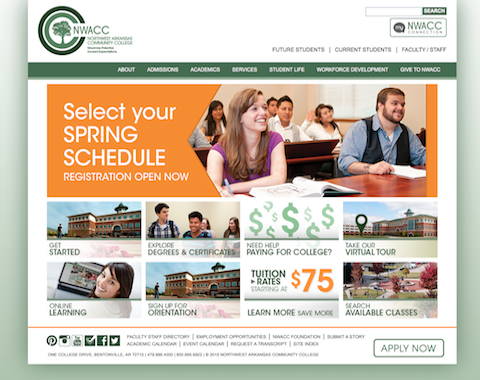 NWACC
NORTHWEST ARKANSAS
COMMUNITY COLLEGE
SEARCH
my NWACC
CONNECTION
FUTURE STUDENTS | CURRENT STUDENTS | FACULTY / STAFF
ABOUT ADMISSIONS ACADEMICS SERVICES STUDENT LIFE WORKFORCE DEVELOPMENT GIVE TO NWACC
Select your
SPRING
SCHEDULE
REGISTRATION OPEN NOW
GET
STARTED
EXPLORE
DEGREES & CERTIFICATES
$ $ $ $ $
NEED HELP
PAYING FOR COLLEGE?
TAKE OUR
VIRTUAL TOUR
ONLINE
LEARNING
SIGN UP FOR
ORIENTATION
TUITION
RATES
STARTING AT
$75
LEARN MORE SAVE MORE
SEARCH
AVAILABLE CLASSES
FACULTY STAFF DIRECTORY | EMPLOYMENT OPPORTUNITIES | NWACC FOUNDATION | SUBMIT A STORY
ACADEMIC CALENDAR | EVENT CALENDAR | REQUEST A TRANSCRIPT | SITE INDEX
ONE COLLEGE DRIVE, BENTONVILLE, AR 72712 | 479.986.4000 | 800.995.6922 | © 2015 NORTHWEST ARKANSAS COMMUNITY COLLEGE
APPLY NOW